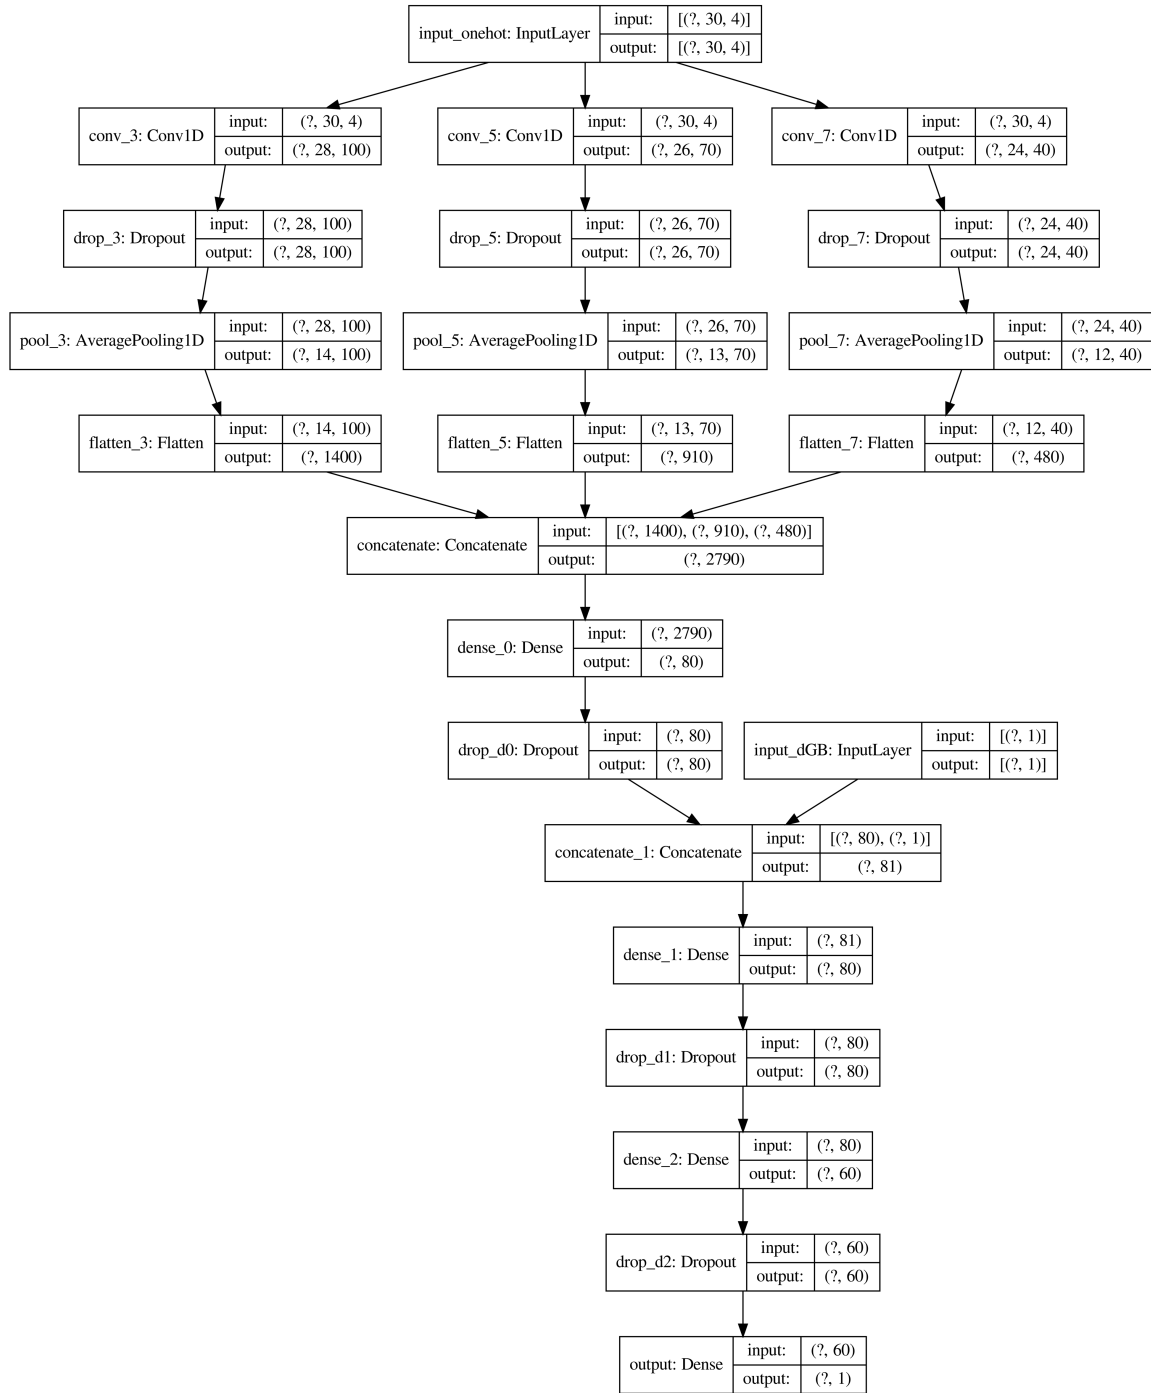 input_onehot: InputLayer
input: [(?, 30, 4)]
output: [(?, 30, 4)]
conv_3: Conv1D
input: (?, 30, 4)
output: (?, 28, 100)
conv_5: Conv1D
input: (?, 30, 4)
output: (?, 26, 70)
conv_7: Conv1D
input: (?, 30, 4)
output: (?, 24, 40)
drop_3: Dropout
input: (?, 28, 100)
output: (?, 28, 100)
drop_5: Dropout
input: (?, 26, 70)
output: (?, 26, 70)
drop_7: Dropout
input: (?, 24, 40)
output: (?, 24, 40)
pool_3: AveragePooling1D
input: (?, 28, 100)
output: (?, 14, 100)
pool_5: AveragePooling1D
input: (?, 26, 70)
output: (?, 13, 70)
pool_7: AveragePooling1D
input: (?, 24, 40)
output: (?, 12, 40)
flatten_3: Flatten
input: (?, 14, 100)
output: (?, 1400)
flatten_5: Flatten
input: (?, 13, 70)
output: (?, 910)
flatten_7: Flatten
input: (?, 12, 40)
output: (?, 480)
concatenate: Concatenate
input: [(?, 1400), (?, 910), (?, 480)]
output: (?, 2790)
dense_0: Dense
input: (?, 2790)
output: (?, 80)
drop_d0: Dropout
input: (?, 80)
output: (?, 80)
input_dGB: InputLayer
input: [(?, 1)]
output: [(?, 1)]
concatenate_1: Concatenate
input: [(?, 80), (?, 1)]
output: (?, 81)
dense_1: Dense
input: (?, 81)
output: (?, 80)
drop_d1: Dropout
input: (?, 80)
output: (?, 80)
dense_2: Dense
input: (?, 80)
output: (?, 60)
drop_d2: Dropout
input: (?, 60)
output: (?, 60)
output: Dense
input: (?, 60)
output: (?, 1)